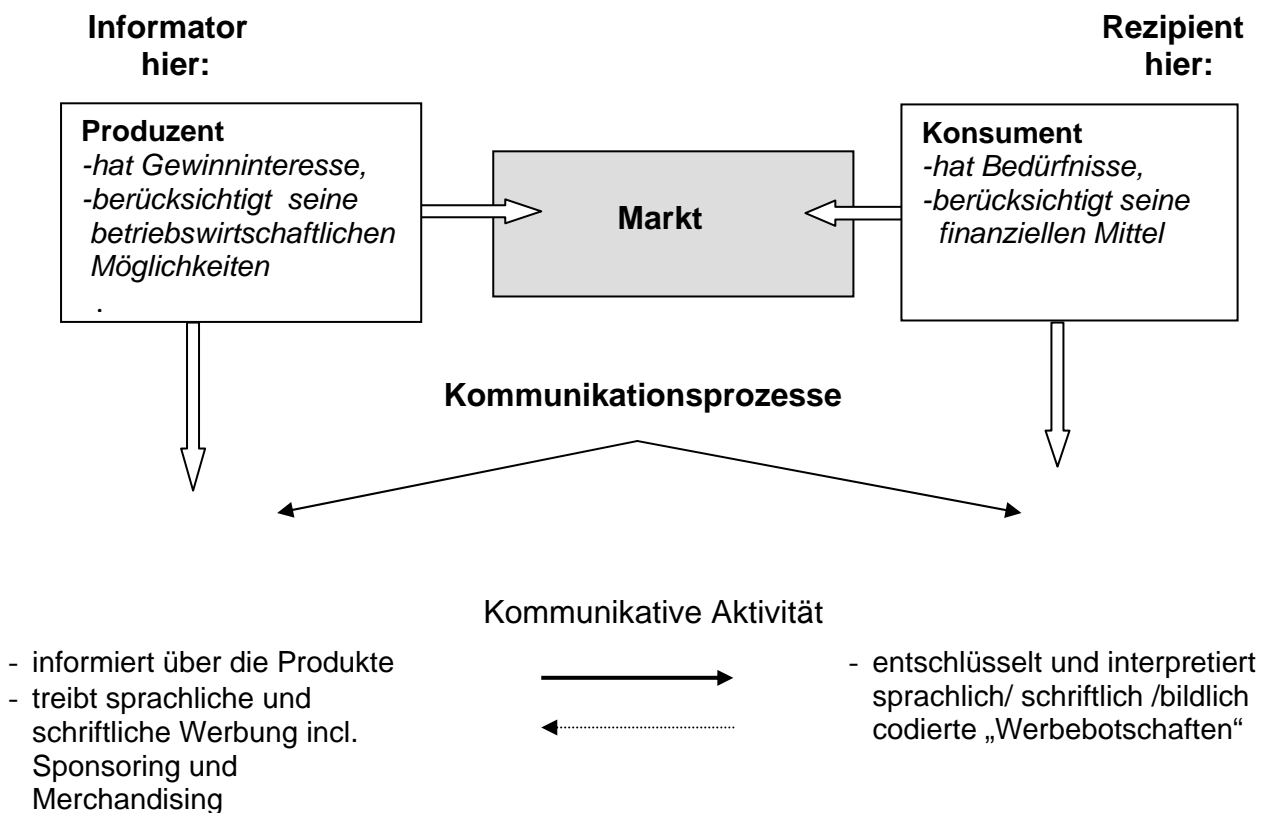 Informator
hier:
Rezipient
hier:
Produzent
-hat Gewinninteresse,
-berücksichtigt seine
betriebswirtschaftlichen
Möglichkeiten
.
Markt
Konsument
-hat Bedürfnisse,
-berücksichtigt seine
finanziellen Mittel
Kommunikationsprozesse
Kommunikative Aktivität
- informiert über die Produkte
- treibt sprachliche und
schriftliche Werbung incl.
Sponsoring und
Merchandising
- entschlüsselt und interpretiert
sprachlich/ schriftlich /bildlich
codierte „Werbebotschaften“